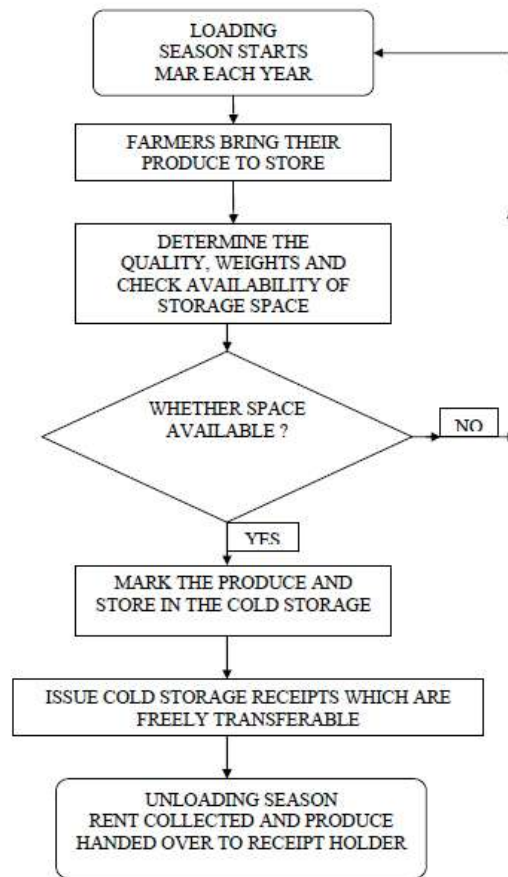 LOADING
SEASON STARTS
MAR EACH YEAR
FARMERS BRING THEIR
PRODUCE TO STORE
DETERMINE THE
QUALITY, WEIGHTS AND
CHECK AVAILABILITY OF
STORAGE SPACE
WHETHER SPACE
AVAILABLE ?
NO
YES
MARK THE PRODUCE AND
STORE IN THE COLD STORAGE
ISSUE COLD STORAGE RECEIPTS WHICH ARE
FREELY TRANSFERABLE
UNLOADING SEASON
RENT COLLECTED AND PRODUCE
HANDED OVER TO RECEIPT HOLDER